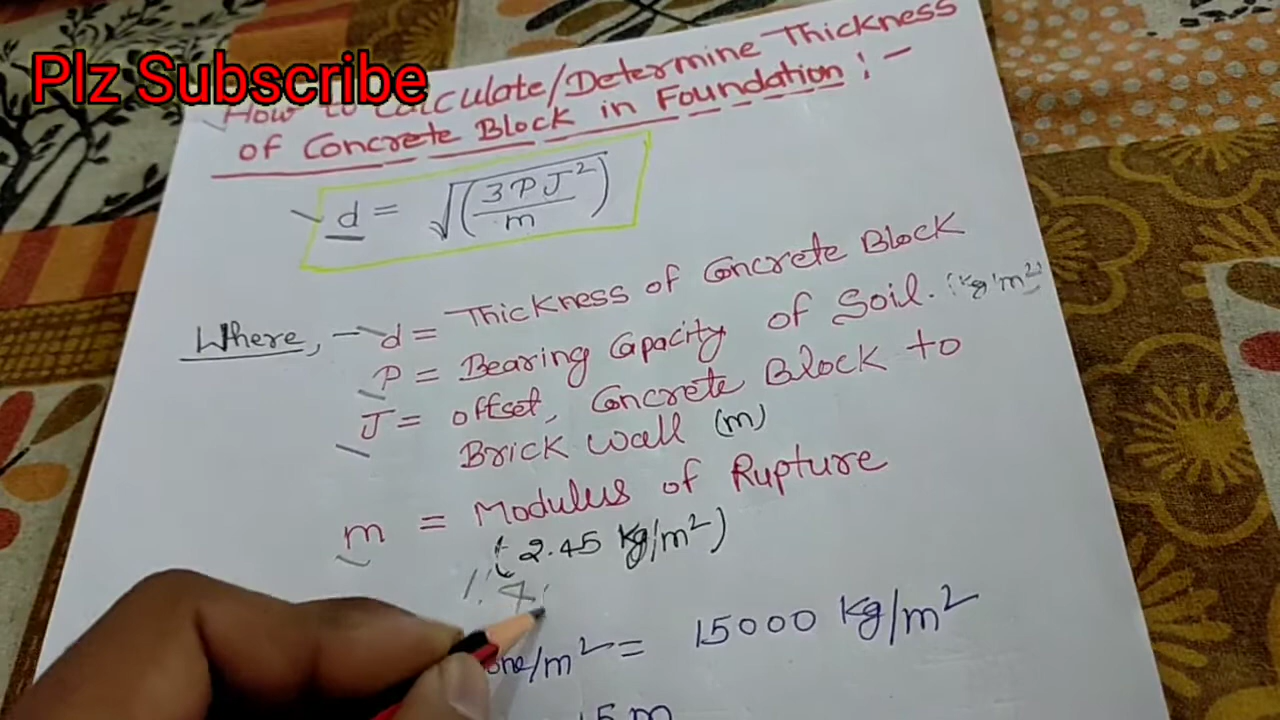 Plz Subscribe
How to Calculate/Determine Thickness
of Concrete Block in Foundation :-
d = √(3PJ²/m)
Where, - d = Thickness of Concrete Block
P = Bearing Capacity of Soil. (kg/m²)
J = offset, Concrete Block to
Brick Wall (m)
m = Modulus of Rupture
(2.45 kg/m²)
/m² = 15000 kg/m²
15m